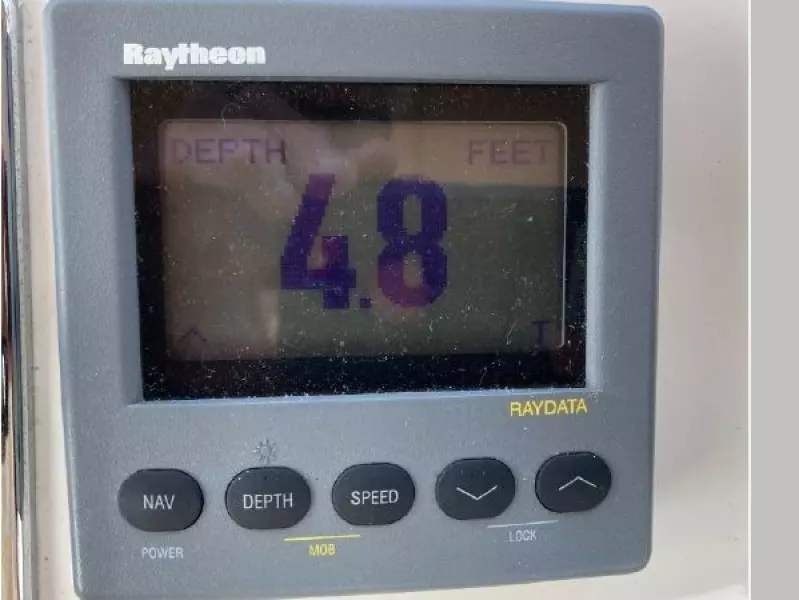 Raytheon
DEPTH FEET
4.8
T
RAYDATA
NAV DEPTH SPEED
POWER MOB LOCK